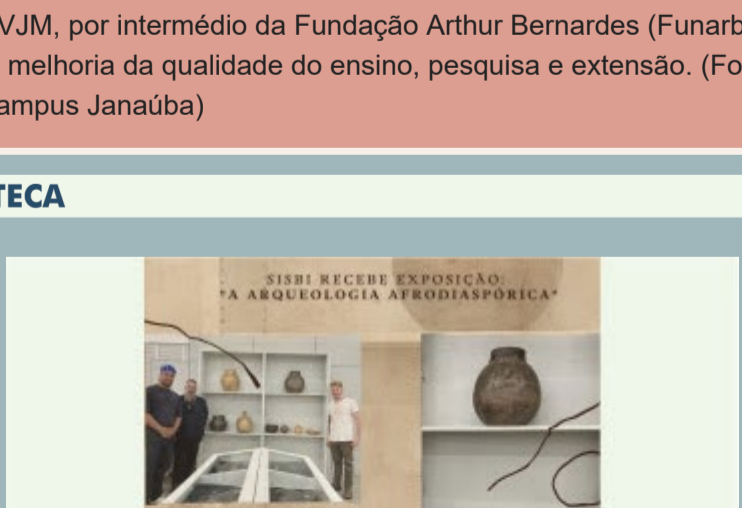 VJM, por intermédio da Fundação Arthur Bernardes (Funarb
melhoria da qualidade do ensino, pesquisa e extensão. (Fo
ampus Janaúba)
TECA
SISBI RECEBE EXPOSIÇÃO:
"A ARQUEOLOGIA AFRODIASPÓRICA"